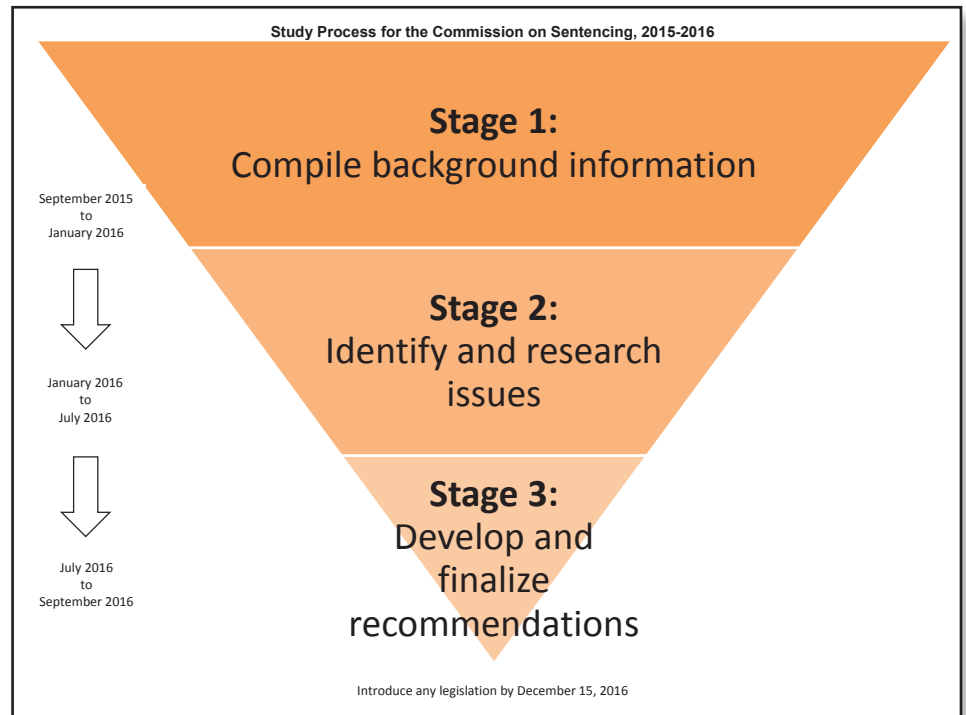 Study Process for the Commission on Sentencing, 2015-2016
Stage 1:
Compile background information
September 2015
to
January 2016
Stage 2:
Identify and research
issues
January 2016
to
July 2016
Stage 3:
Develop and
finalize
recommendations
July 2016
to
September 2016
Introduce any legislation by December 15, 2016